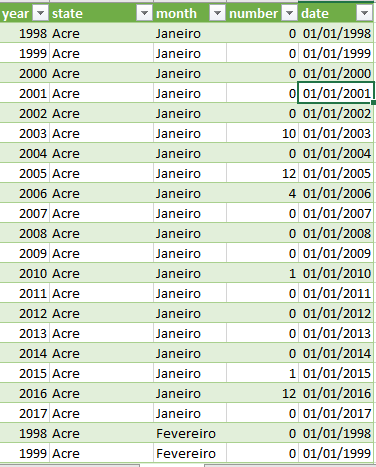 year state month number date
1998 Acre Janeiro 0 01/01/1998
1999 Acre Janeiro 0 01/01/1999
2000 Acre Janeiro 0 01/01/2000
2001 Acre Janeiro 0 01/01/2001
2002 Acre Janeiro 0 01/01/2002
2003 Acre Janeiro 10 01/01/2003
2004 Acre Janeiro 0 01/01/2004
2005 Acre Janeiro 12 01/01/2005
2006 Acre Janeiro 4 01/01/2006
2007 Acre Janeiro 0 01/01/2007
2008 Acre Janeiro 0 01/01/2008
2009 Acre Janeiro 0 01/01/2009
2010 Acre Janeiro 1 01/01/2010
2011 Acre Janeiro 0 01/01/2011
2012 Acre Janeiro 0 01/01/2012
2013 Acre Janeiro 0 01/01/2013
2014 Acre Janeiro 0 01/01/2014
2015 Acre Janeiro 1 01/01/2015
2016 Acre Janeiro 12 01/01/2016
2017 Acre Janeiro 0 01/01/2017
1998 Acre Fevereiro 0 01/01/1998
1999 Acre Fevereiro 0 01/01/1999